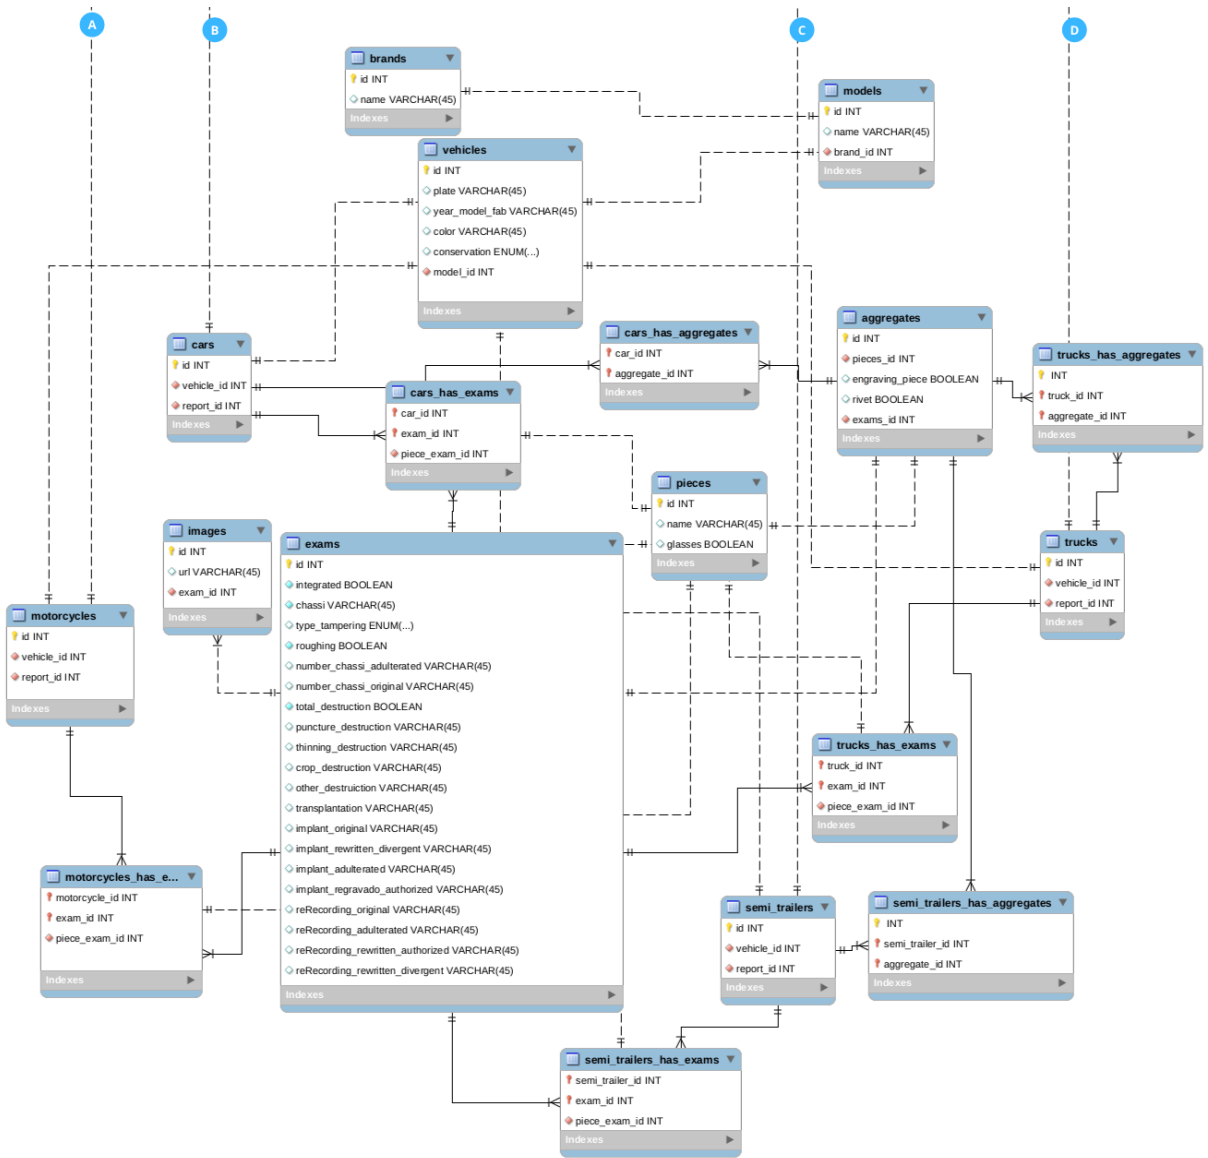 A
B
C
D
brands
id INT
name VARCHAR(45)
Indexes
models
id INT
name VARCHAR(45)
brand_id INT
Indexes
vehicles
id INT
plate VARCHAR(45)
year_model_fab VARCHAR(45)
color VARCHAR(45)
conservation ENUM(...)
model_id INT
Indexes
cars
id INT
vehicle_id INT
report_id INT
Indexes
cars_has_aggregates
car_id INT
aggregate_id INT
Indexes
aggregates
id INT
pieces_id INT
engraving_piece BOOLEAN
rivet BOOLEAN
exams_id INT
Indexes
trucks_has_aggregates
INT
truck_id INT
aggregate_id INT
Indexes
cars_has_exams
car_id INT
exam_id INT
piece_exam_id INT
Indexes
pieces
id INT
name VARCHAR(45)
glasses BOOLEAN
Indexes
images
id INT
url VARCHAR(45)
exam_id INT
Indexes
exams
id INT
integrated BOOLEAN
chassi VARCHAR(45)
type_tampering ENUM(...)
roughing BOOLEAN
number_chassi_adulterated VARCHAR(45)
number_chassi_original VARCHAR(45)
total_destruction BOOLEAN
puncture_destruction VARCHAR(45)
thinning_destruction VARCHAR(45)
crop_destruction VARCHAR(45)
other_destruiction VARCHAR(45)
transplantation VARCHAR(45)
implant_original VARCHAR(45)
implant_rewritten_divergent VARCHAR(45)
implant_adulterated VARCHAR(45)
implant_regravado_authorized VARCHAR(45)
reRecording_original VARCHAR(45)
reRecording_adulterated VARCHAR(45)
reRecording_rewritten_authorized VARCHAR(45)
reRecording_rewritten_divergent VARCHAR(45)
Indexes
trucks
id INT
vehicle_id INT
report_id INT
Indexes
motorcycles
id INT
vehicle_id INT
report_id INT
Indexes
trucks_has_exams
truck_id INT
exam_id INT
piece_exam_id INT
Indexes
motorcycles_has_e...
motorcycle_id INT
exam_id INT
piece_exam_id INT
Indexes
semi_trailers
id INT
vehicle_id INT
report_id INT
Indexes
semi_trailers_has_aggregates
INT
semi_trailer_id INT
aggregate_id INT
Indexes
semi_trailers_has_exams
semi_trailer_id INT
exam_id INT
piece_exam_id INT
Indexes